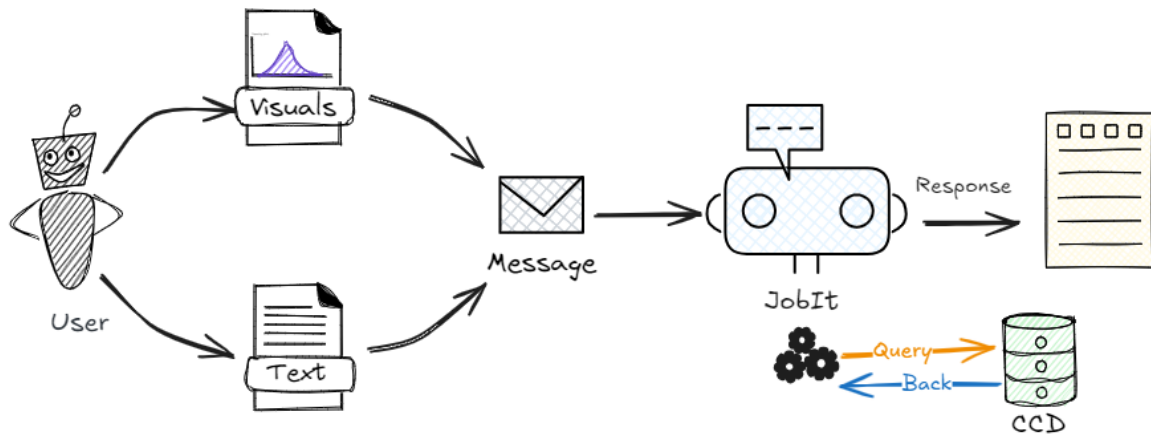 Visuals
Response
Message
JobIt
User
Query
Text
Back
CCD